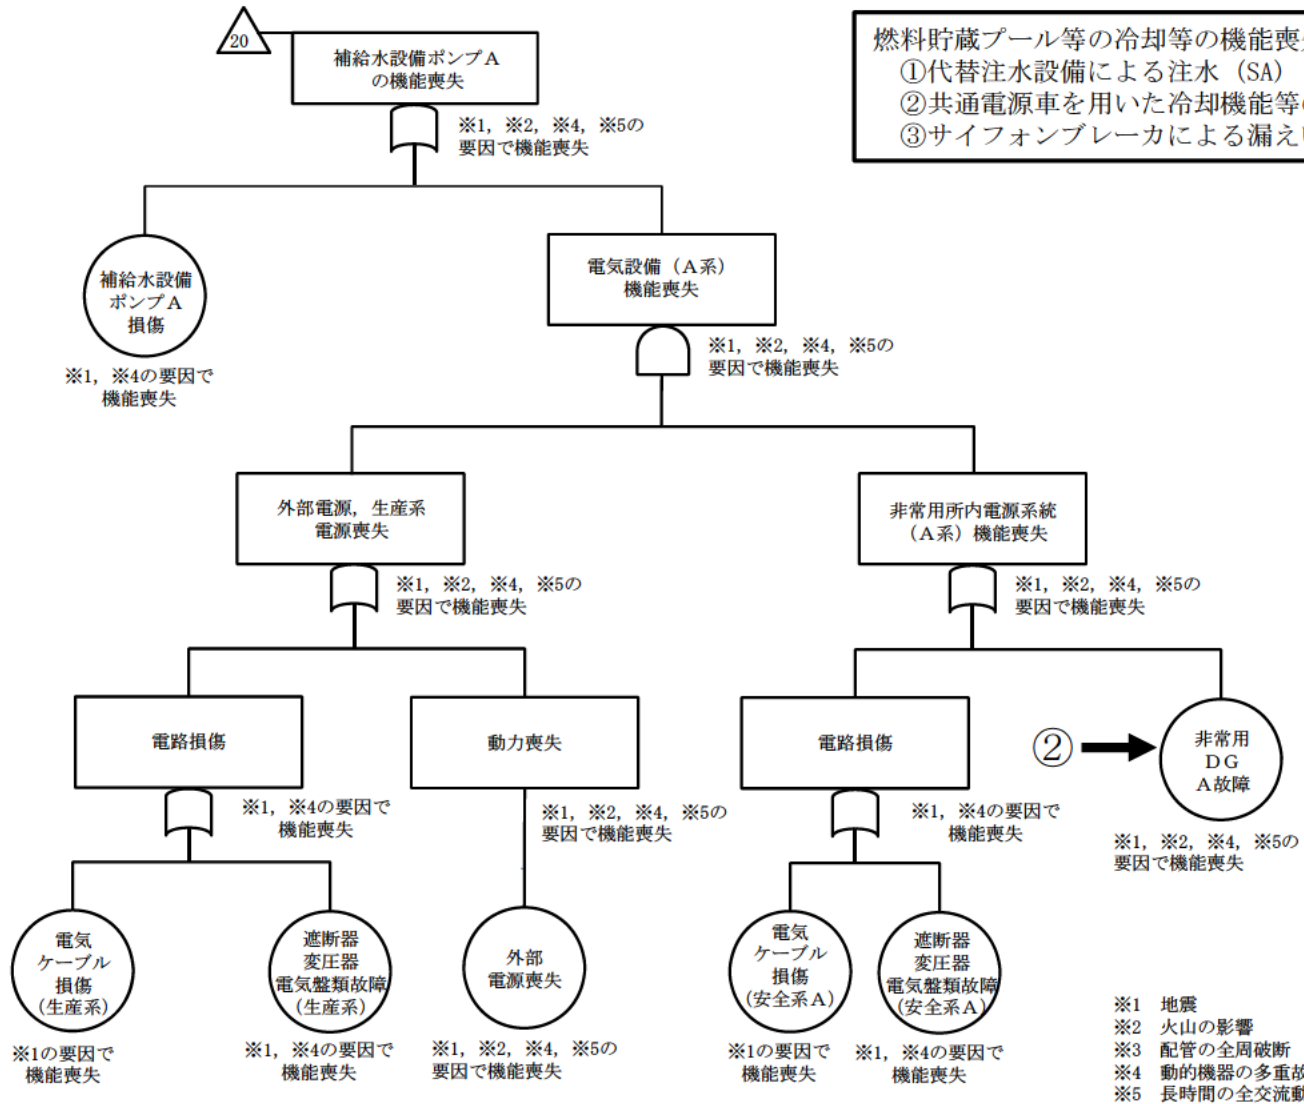 20
補給水設備ポンプA
の機能喪失
※1, ※2, ※4, ※5の
要因で機能喪失
燃料貯蔵プール等の冷却等の機能喪
①代替注水設備による注水（SA）
②共通電源車を用いた冷却機能等
③サイフォンブレーカによる漏え
補給水設備
ポンプA
損傷
※1, ※4の要因で
機能喪失
電気設備（A系）
機能喪失
※1, ※2, ※4, ※5の
要因で機能喪失
外部電源, 生産系
電源喪失
※1, ※2, ※4, ※5の
要因で機能喪失
非常用所内電源系統
（A系）機能喪失
※1, ※2, ※4, ※5の
要因で機能喪失
電路損傷
※1, ※4の要因で
機能喪失
動力喪失
※1, ※2, ※4, ※5の
要因で機能喪失
電路損傷
※1, ※4の要因で
機能喪失
②
非常用
DG
A故障
※1, ※2, ※4, ※5の
要因で機能喪失
電気
ケーブル
損傷
(生産系)
※1の要因で
機能喪失
遮断器
変圧器
電気盤類故障
(生産系)
※1, ※4の要因で
機能喪失
外部
電源喪失
※1, ※2, ※4, ※5の
要因で機能喪失
電気
ケーブル
損傷
(安全系A)
※1の要因で
機能喪失
遮断器
変圧器
電気盤類故障
(安全系A)
※1, ※4の要因で
機能喪失
※1 地震
※2 火山の影響
※3 配管の全周破断
※4 動的機器の多重故
※5 長時間の全交流動